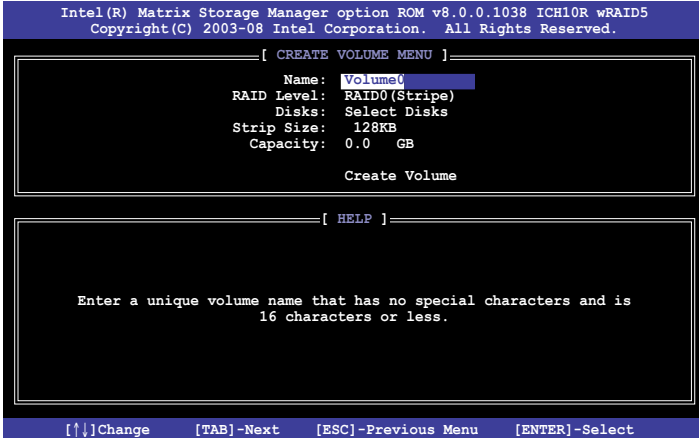 Intel(R) Matrix Storage Manager option ROM v8.0.0.1038 ICH10R wRAID5
Copyright(C) 2003-08 Intel Corporation.  All Rights Reserved.
[ CREATE VOLUME MENU ]
Name: Volume0
RAID Level: RAID0(Stripe)
Disks: Select Disks
Strip Size: 128KB
Capacity: 0.0 GB
Create Volume
[ HELP ]
Enter a unique volume name that has no special characters and is
16 characters or less.
[↑↓]Change [TAB]-Next [ESC]-Previous Menu [ENTER]-Select